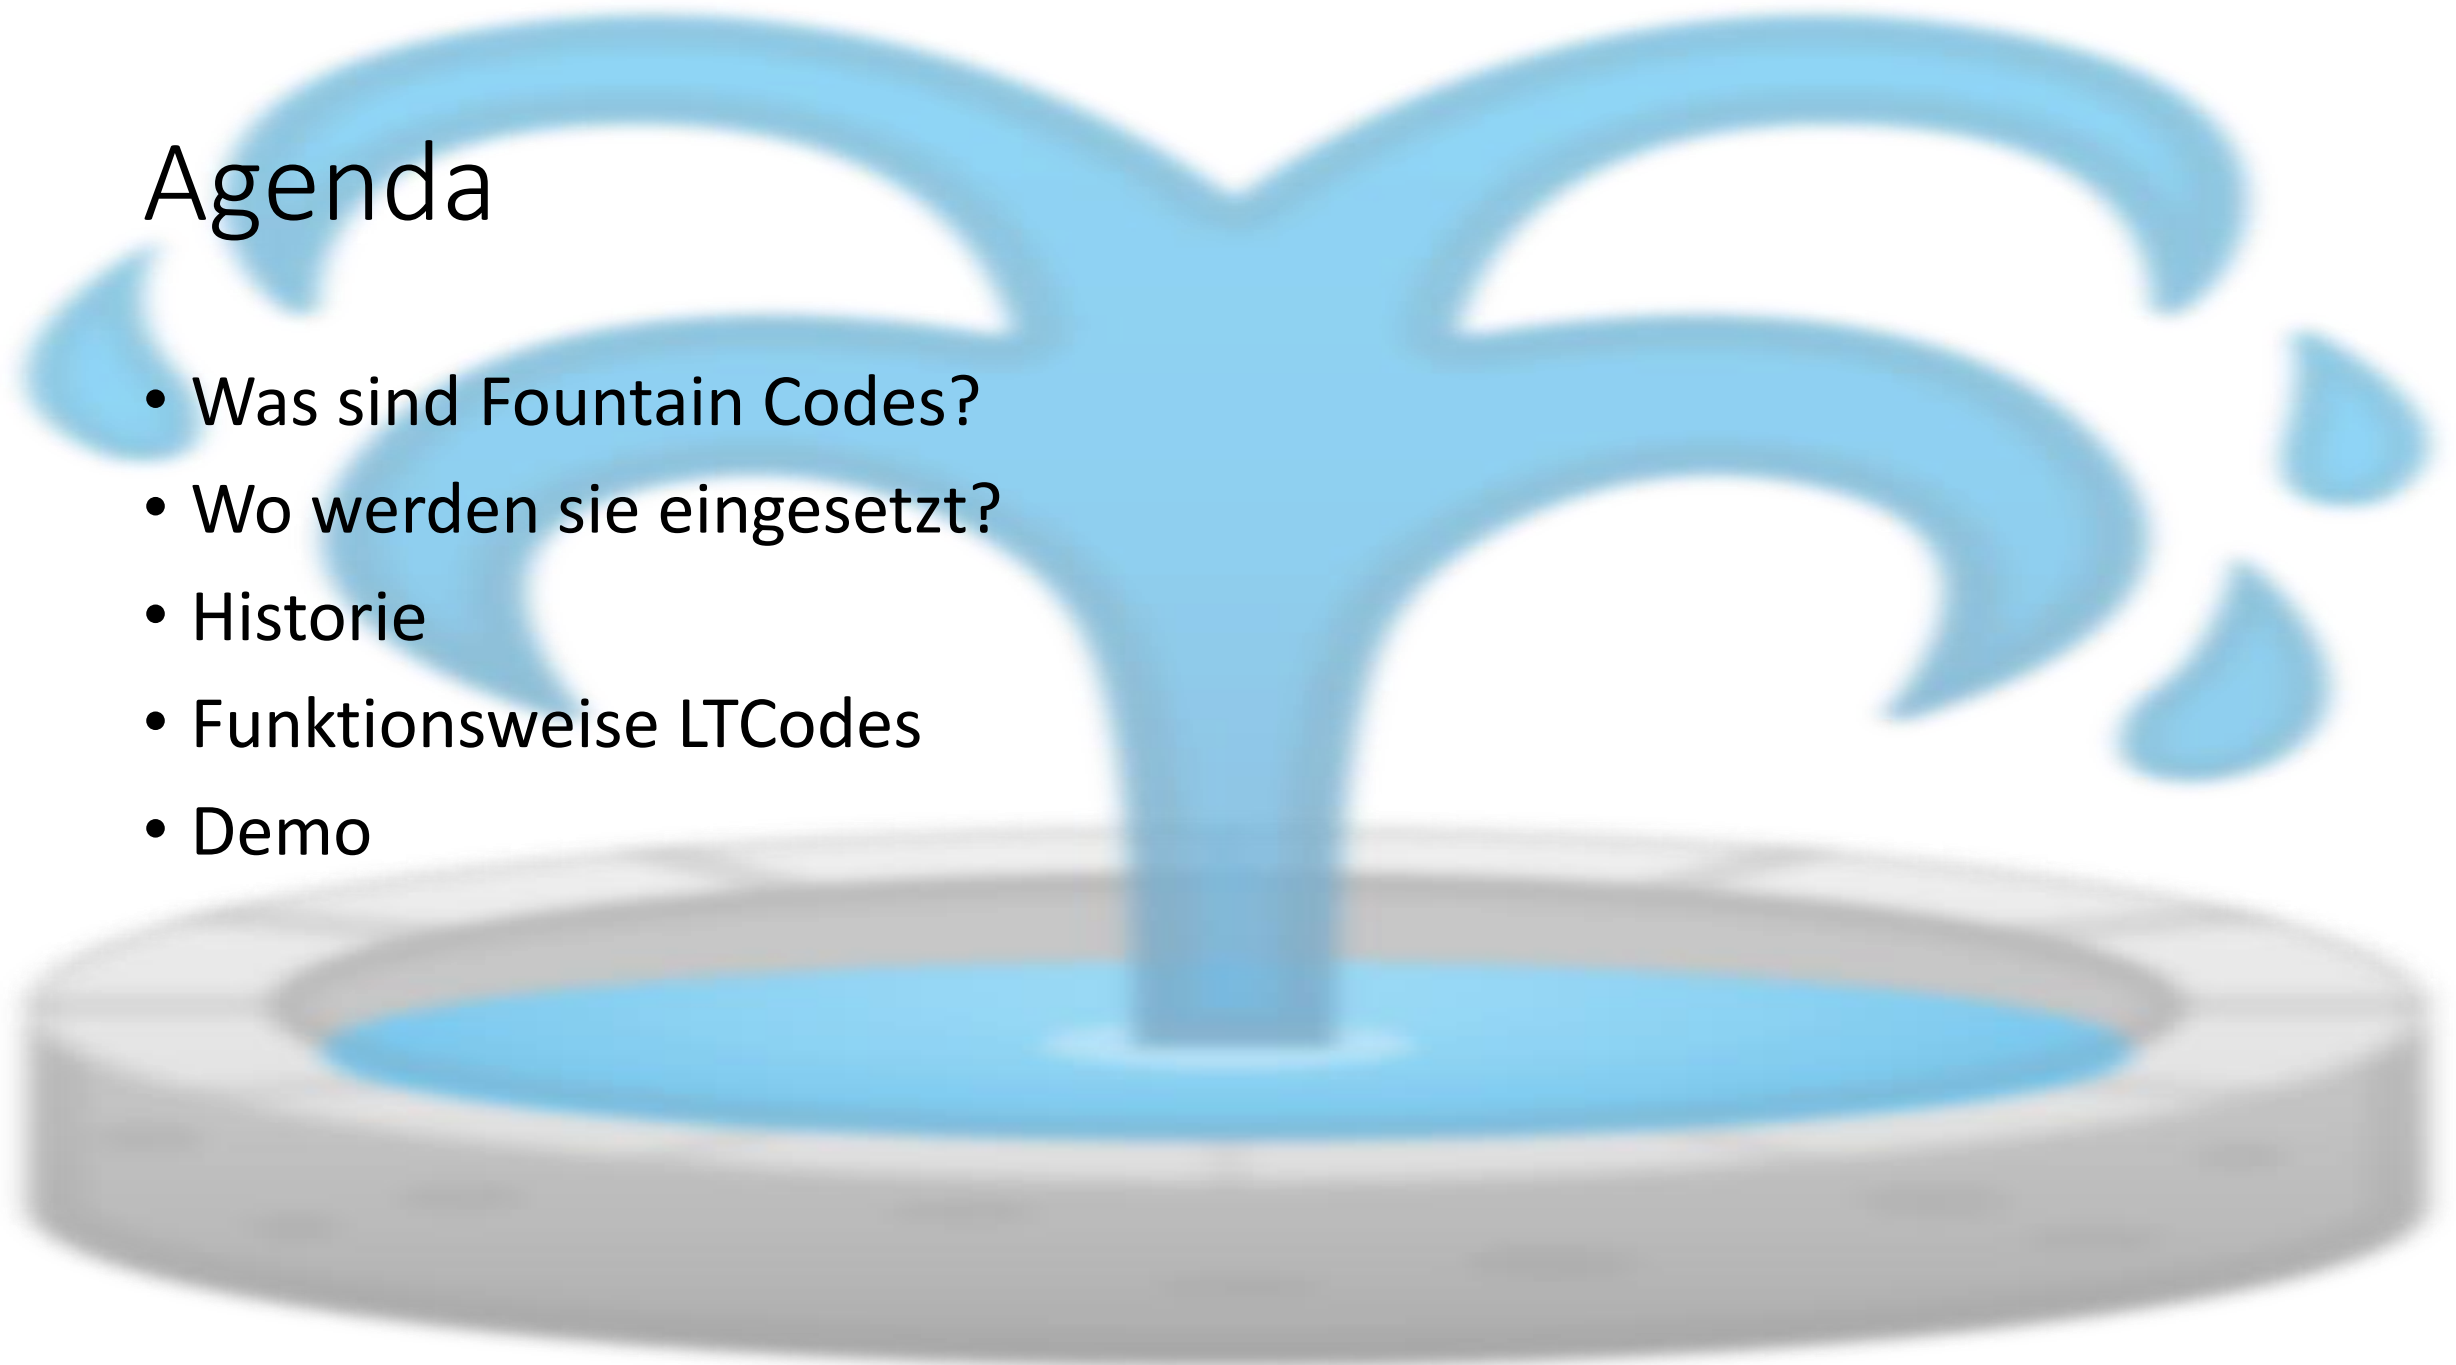 Agenda
• Was sind Fountain Codes?
• Wo werden sie eingesetzt?
• Historie
• Funktionsweise LTCodes
• Demo